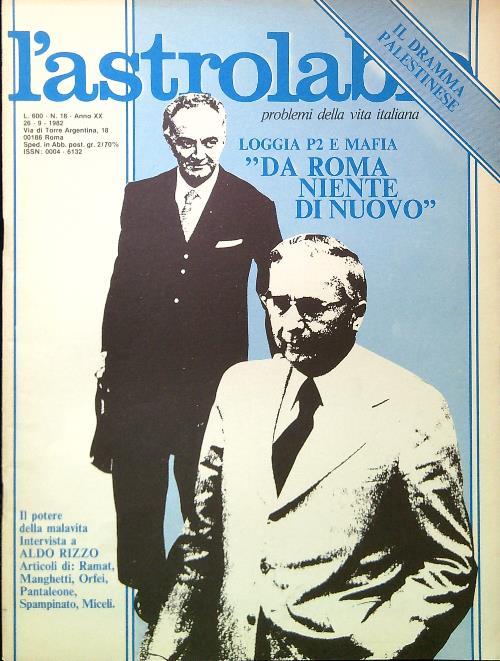 l'astrolabio
IL DRAMMA
PALESTINESE
problemi della vita italiana
L. 600 - N. 18 - Anno XX
26 - 9 - 1982
Via di Torre Argentina, 18
00186 Roma
Sped. in Abb. post. gr. 2/70%
ISSN: 0004 - 6132
LOGGIA P2 E MAFIA
”DA ROMA
NIENTE
DI NUOVO”
Il potere
della malavita
Intervista a
ALDO RIZZO
Articoli di: Ramat,
Manghetti, Orfei,
Pantaleone,
Spampinato, Miceli.